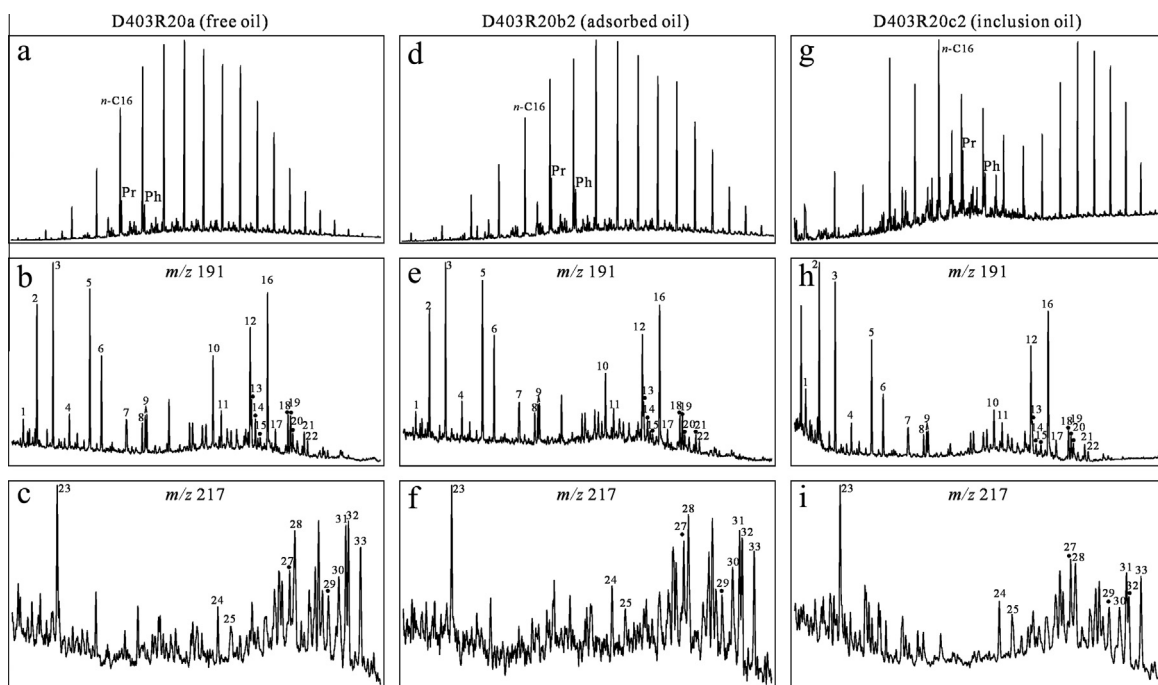 D403R20a (free oil)
D403R20b2 (adsorbed oil)
D403R20c2 (inclusion oil)
a
n-C16
Pr
Ph
d
n-C16
Pr
Ph
g
n-C16
Pr
Ph
b
m/z 191
1 2 3 4 5 6 7 8 9 10 11 12 13 14 15 16 17 18 19 20 21 22
e
m/z 191
1 2 3 4 5 6 7 8 9 10 11 12 13 14 15 16 17 18 19 20 21 22
h
m/z 191
1 2 3 4 5 6 7 8 9 10 11 12 13 14 15 16 17 18 19 20 21 22
c
m/z 217
23 24 25 27 28 29 30 31 32 33
f
m/z 217
23 24 25 27 28 29 30 31 32 33
i
m/z 217
23 24 25 27 28 29 30 31 32 33